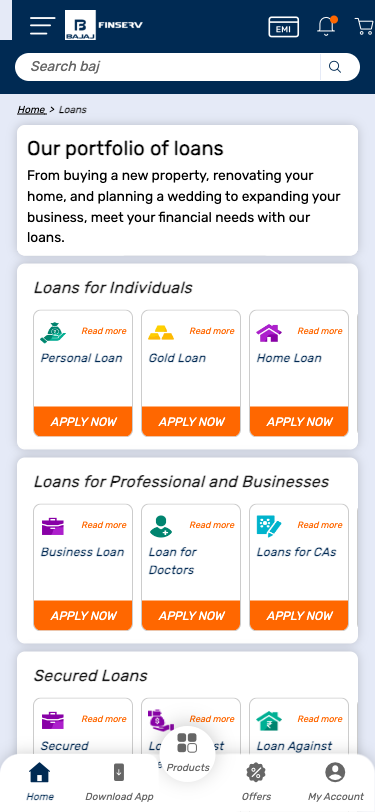 B
BAJAJ
FINSERV
EMI
Search baj
Home > Loans
Our portfolio of loans
From buying a new property, renovating your
home, and planning a wedding to expanding your
business, meet your financial needs with our
loans.
Loans for Individuals
Read more
Personal Loan
APPLY NOW
Read more
Gold Loan
APPLY NOW
Read more
Home Loan
APPLY NOW
Loans for Professional and Businesses
Read more
Business Loan
APPLY NOW
Read more
Loan for
Doctors
APPLY NOW
Read more
Loans for CAs
APPLY NOW
Secured Loans
Read more
Secured
Read more
Read more
Loan Against
Home
Download App
Products
Offers
My Account